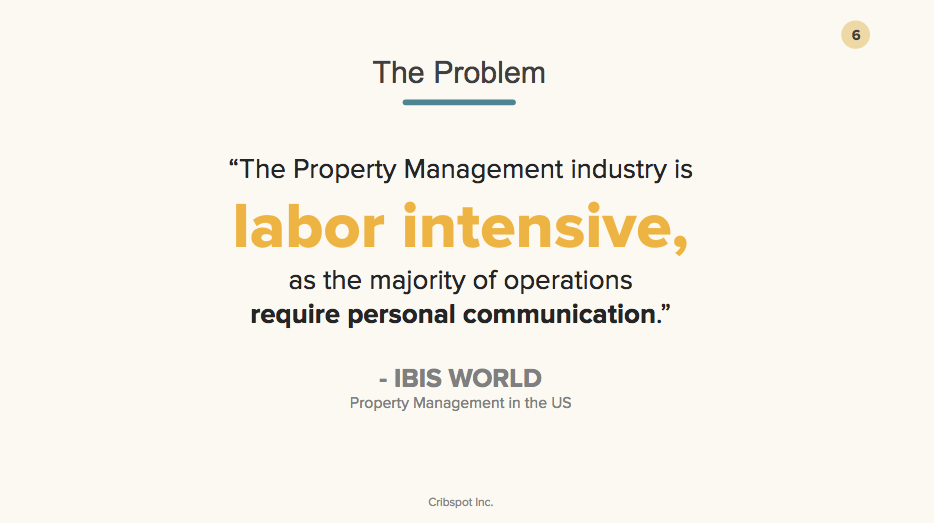 6
The Problem
“The Property Management industry is
labor intensive,
as the majority of operations
require personal communication.”
- IBIS WORLD
Property Management in the US
Cribspot Inc.